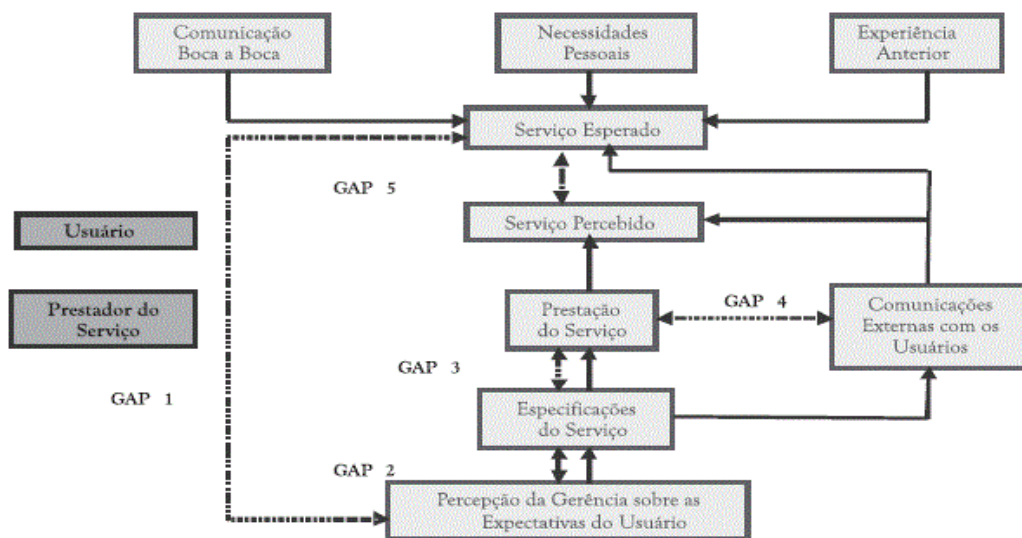 Comunicação
Boca a Boca
Necessidades
Pessoais
Experiência
Anterior
Serviço Esperado
GAP 5
Serviço Percebido
Usuário
Prestador do
Serviço
Prestação
do Serviço
GAP 4
Comunicações
Externas com os
Usuários
GAP 3
GAP 1
Especificações
do Serviço
GAP 2
Percepção da Gerência sobre as
Expectativas do Usuário